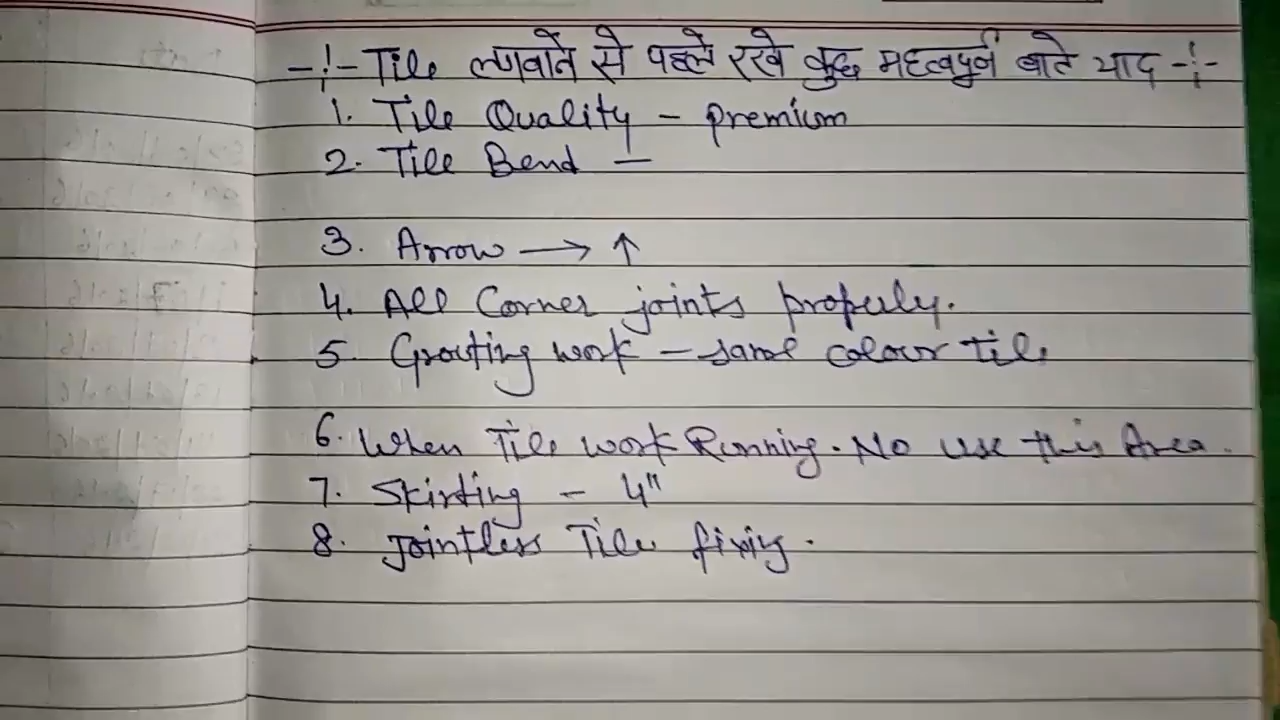 -:- Tile लगवाने से पहले रखे कुछ महत्वपूर्ण बाते याद -:-
1. Tile Quality - premium
2. Tile Bend -
3. Arrow → ↑
4. All Corner joints properly.
5. Grouting work - same colour tile
6. When Tile work Running. No use this Area.
7. Skirting - 4"
8. Jointless Tile fixing.